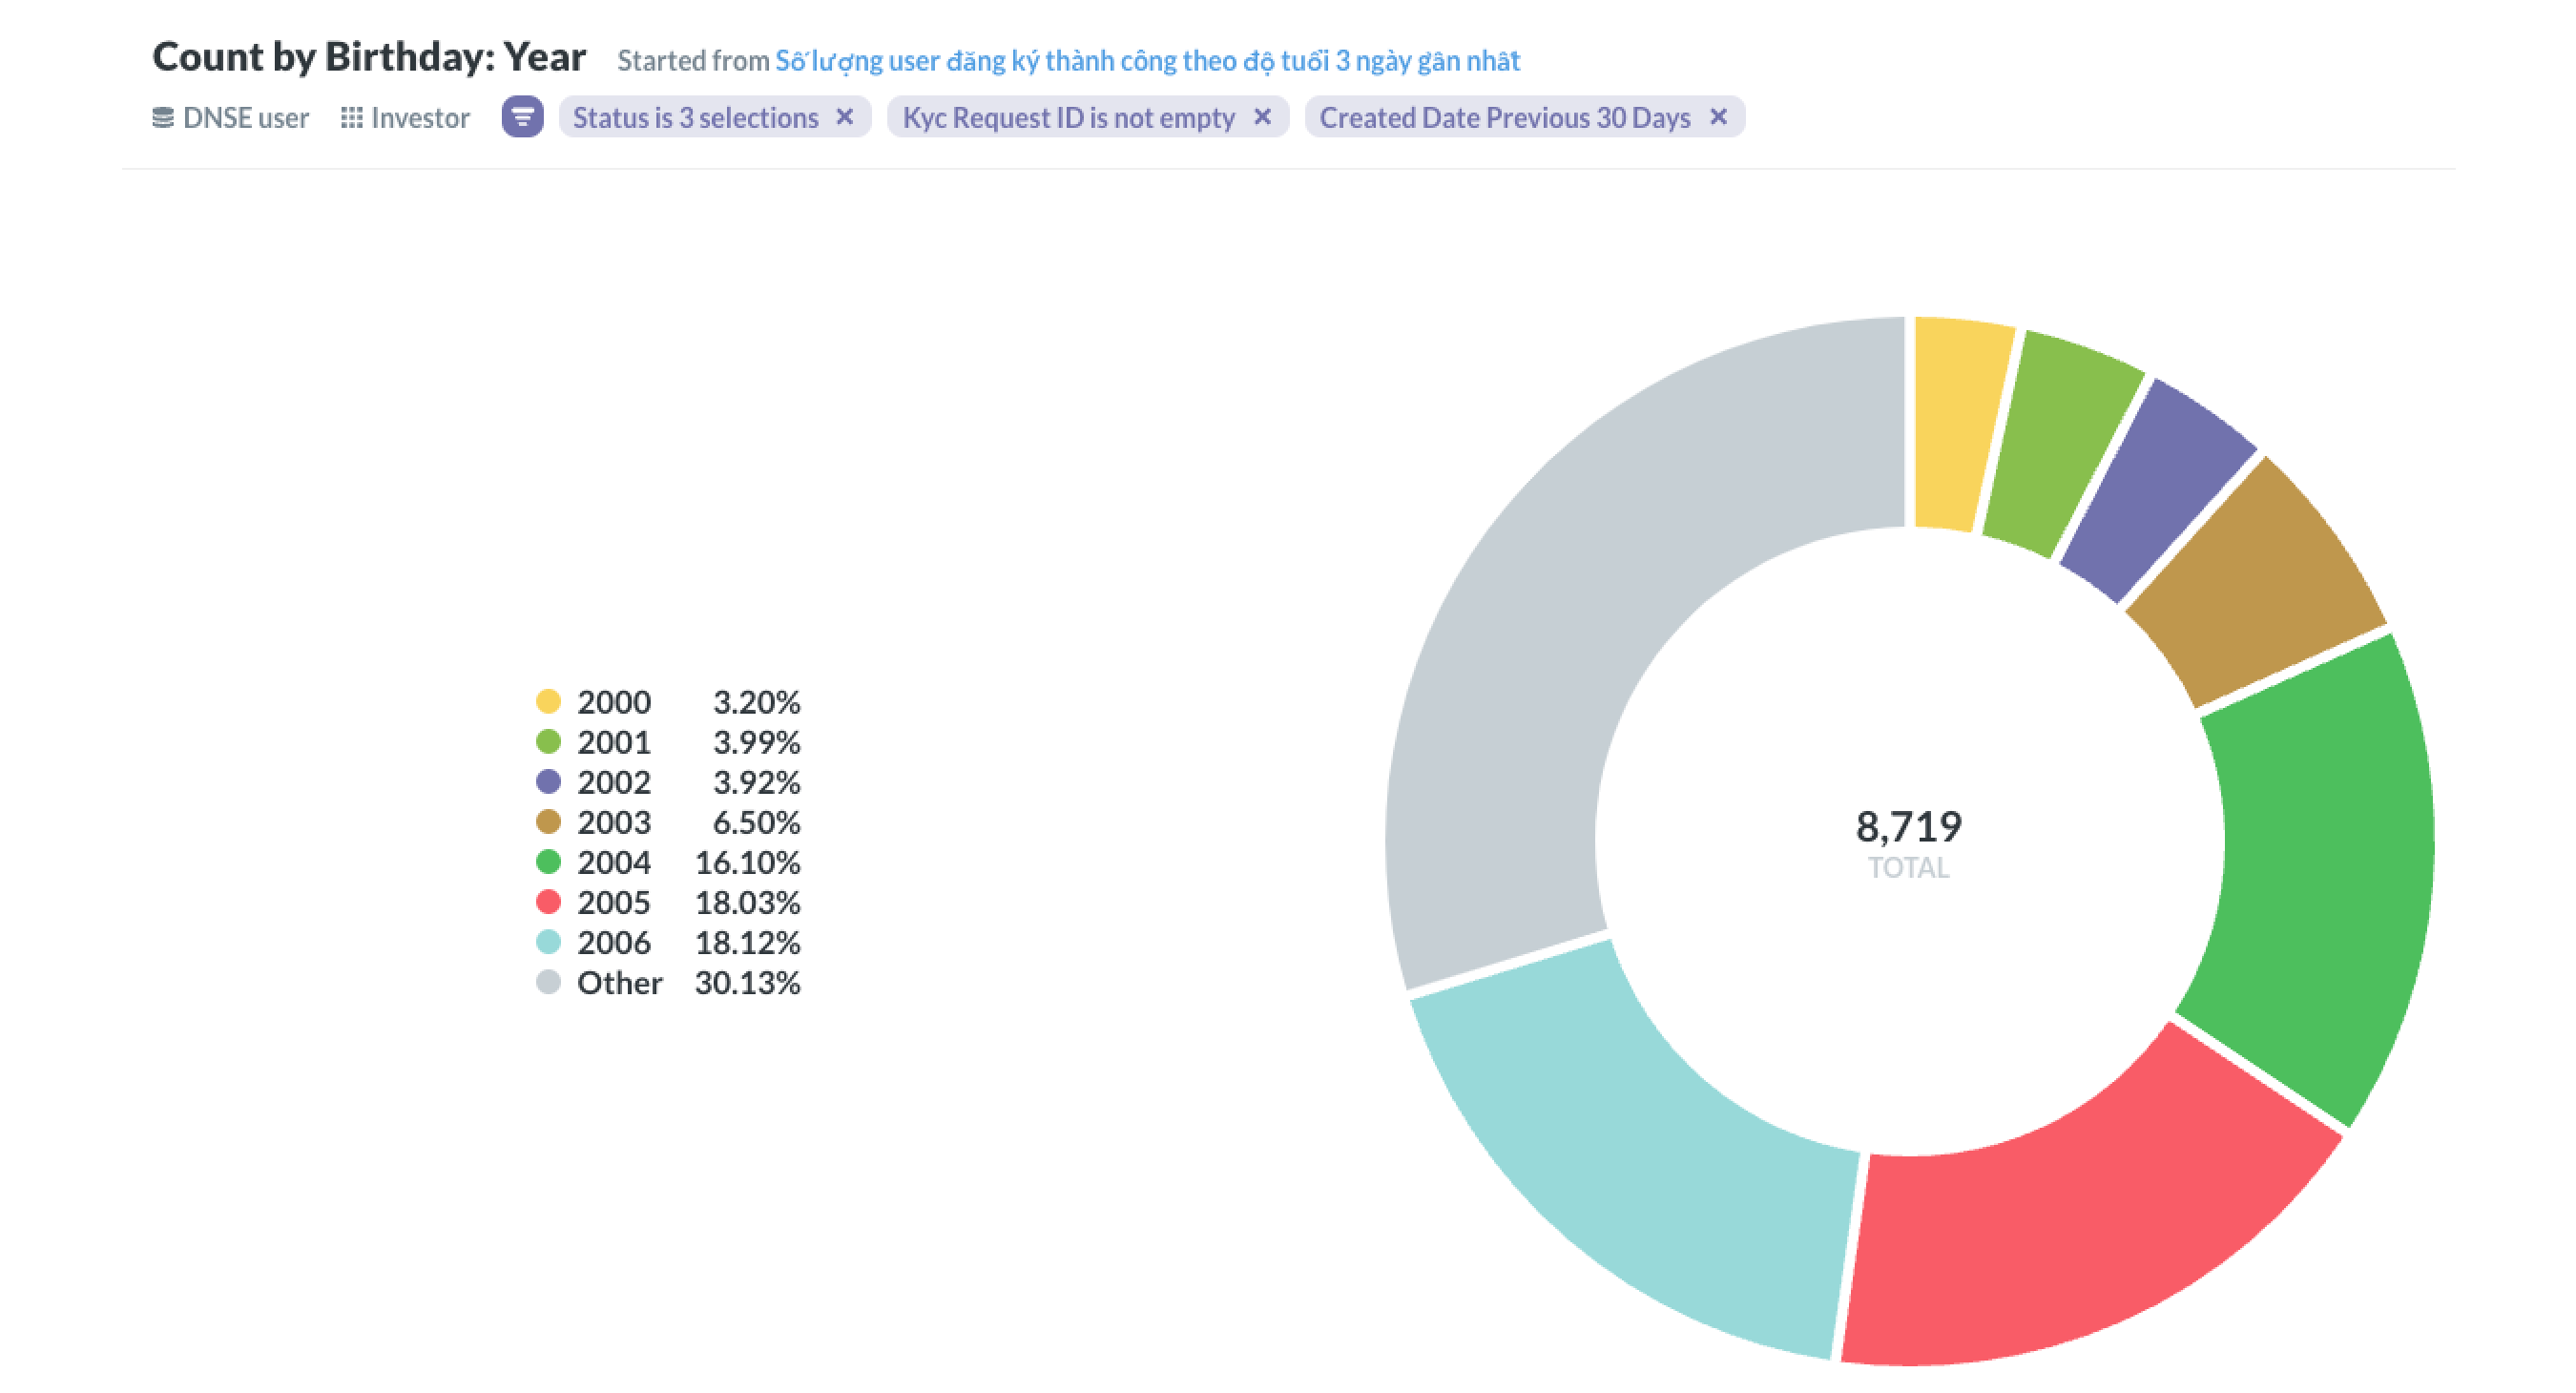 Count by Birthday: Year Started from Số lượng user đăng ký thành công theo độ tuổi 3 ngày gần nhất
DNSE user Investor Status is 3 selections × Kyc Request ID is not empty × Created Date Previous 30 Days ×
2000 3.20%
2001 3.99%
2002 3.92%
2003 6.50%
2004 16.10%
2005 18.03%
2006 18.12%
Other 30.13%
8,719
TOTAL